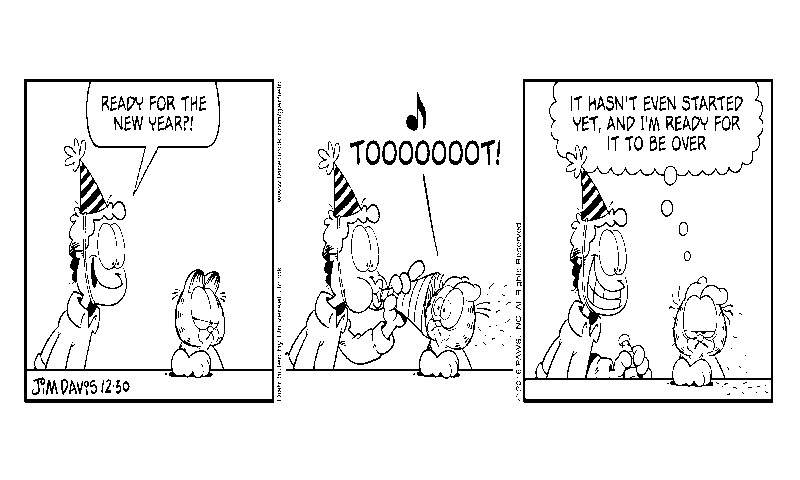 READY FOR THE
NEW YEAR?!
JIM DAVIS 12·30
TOOOOOOOT!
IT HASN'T EVEN STARTED
YET, AND I'M READY FOR
IT TO BE OVER